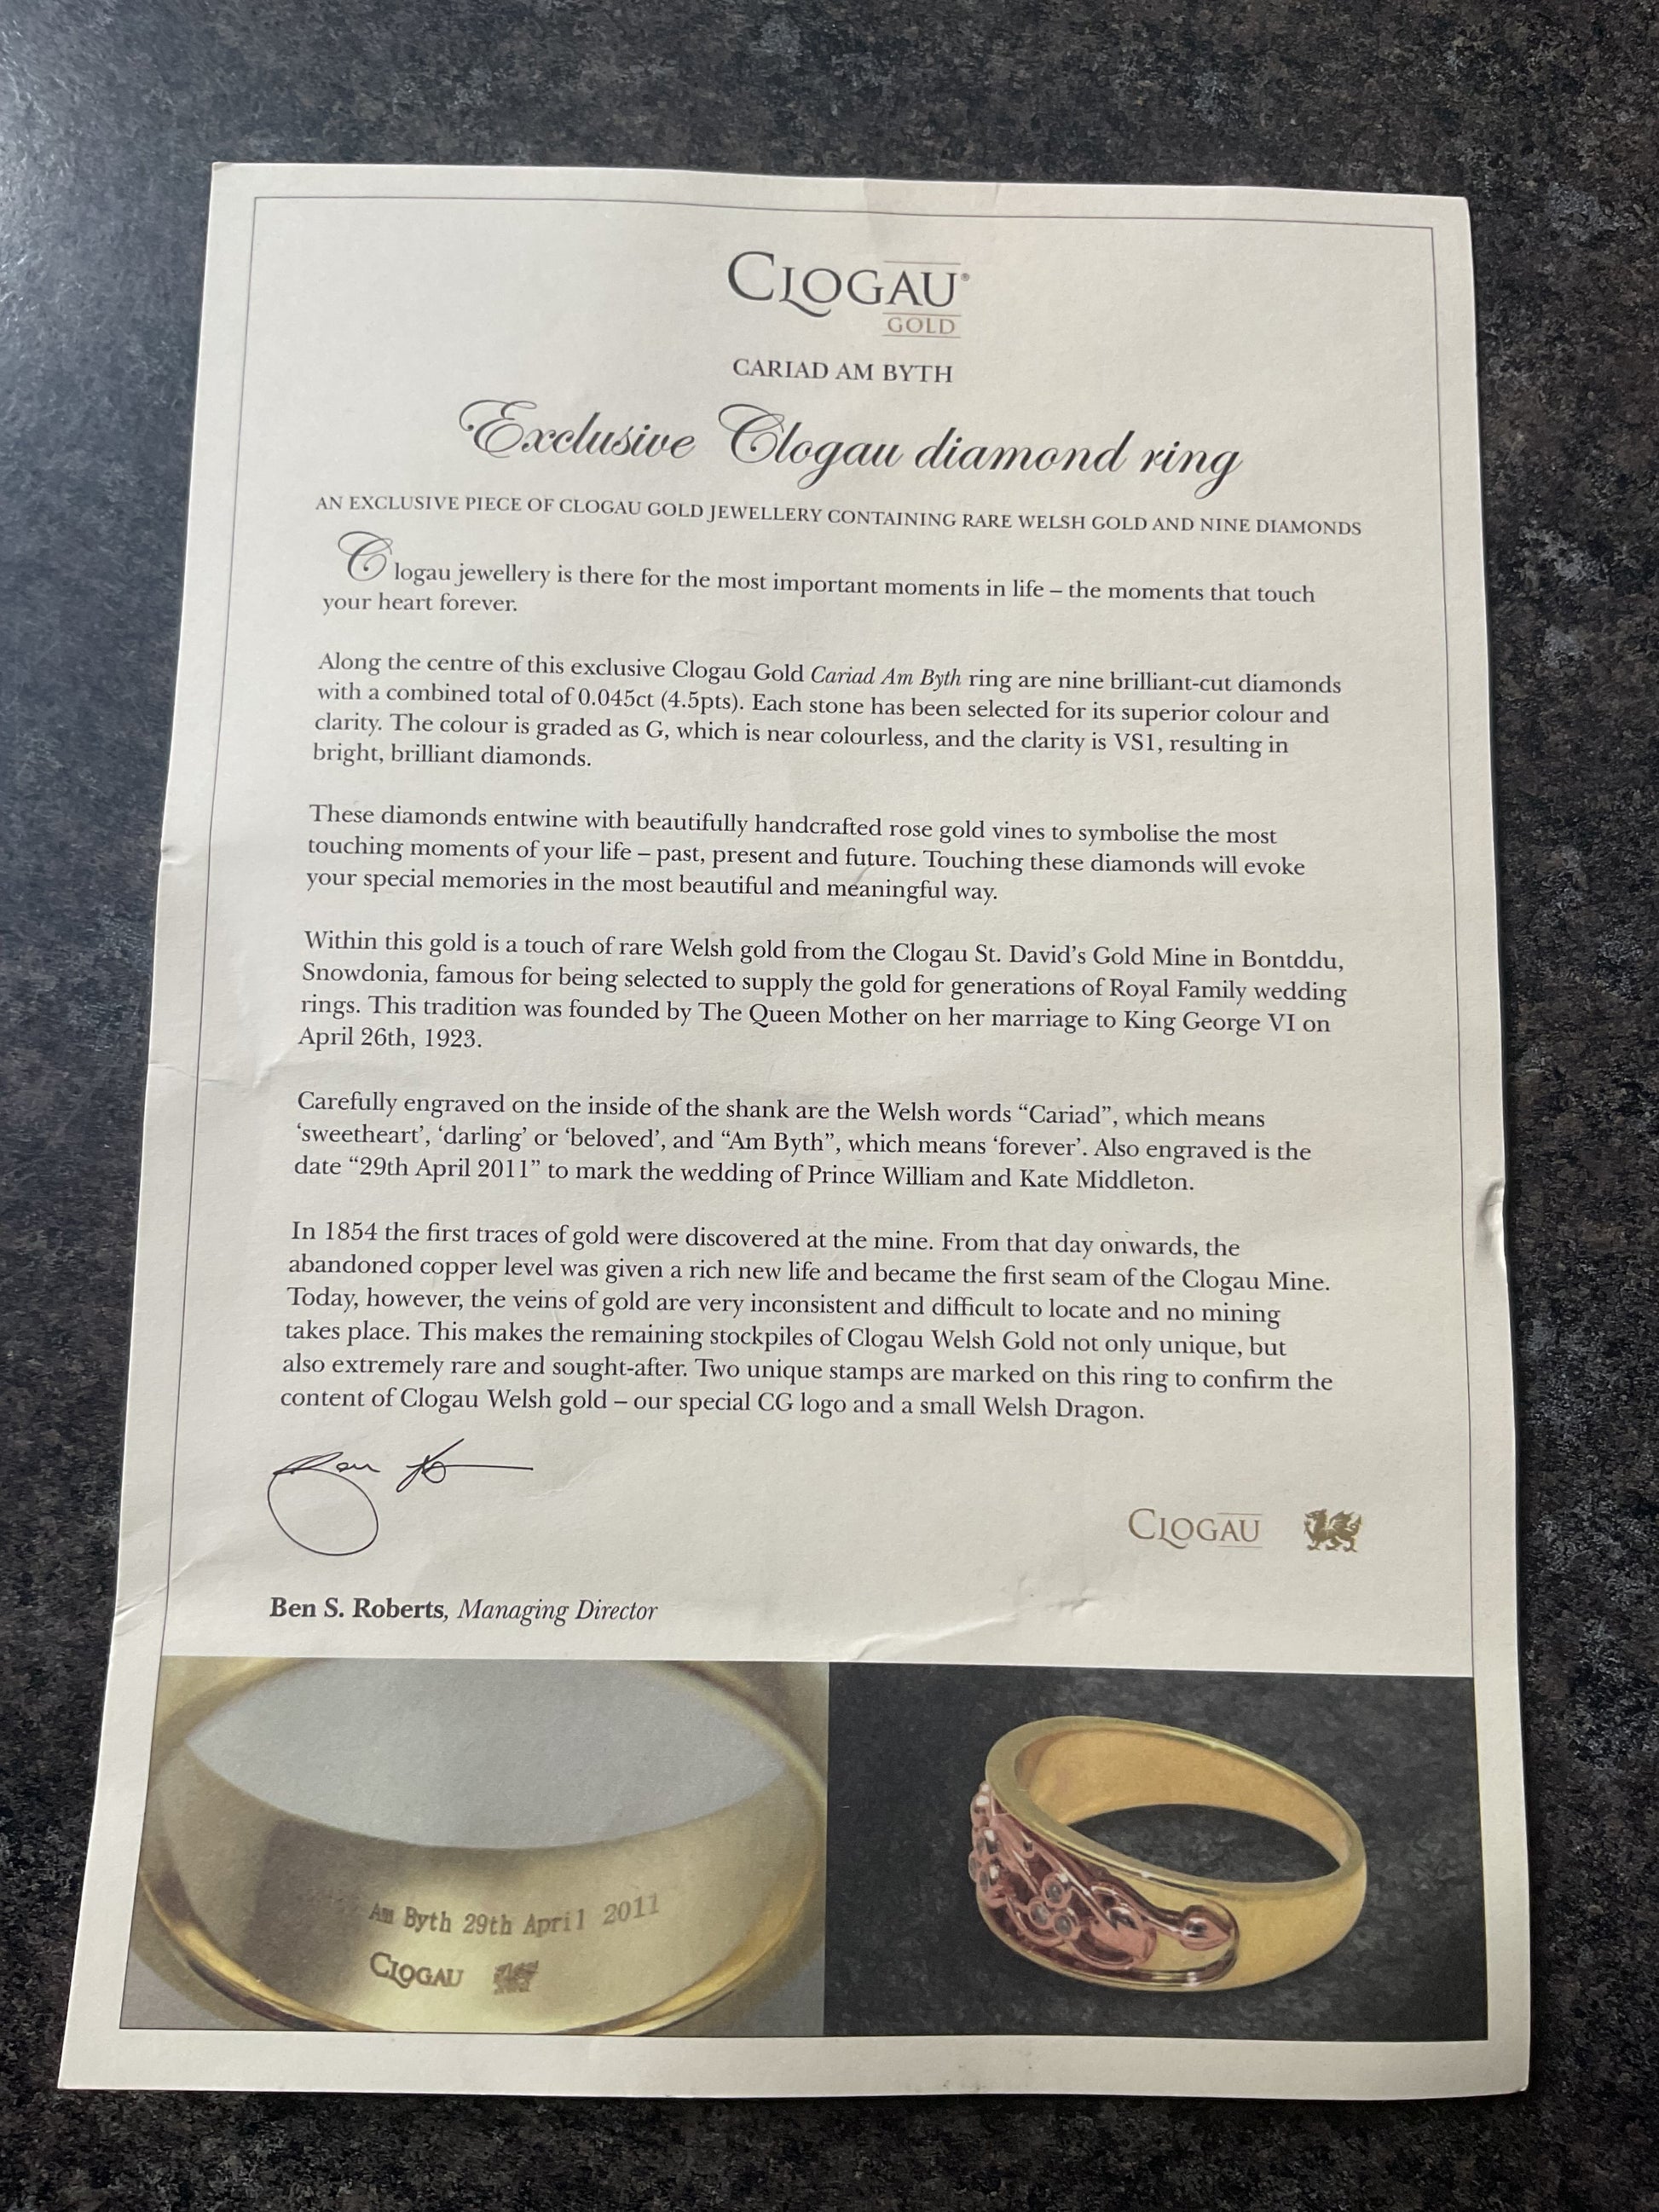 CLOGAU®
GOLD
CARIAD AM BYTH
Exclusive Clogau diamond ring
AN EXCLUSIVE PIECE OF CLOGAU GOLD JEWELLERY CONTAINING RARE WELSH GOLD AND NINE DIAMONDS
Clogau jewellery is there for the most important moments in life – the moments that touch
your heart forever.
Along the centre of this exclusive Clogau Gold Cariad Am Byth ring are nine brilliant-cut diamonds
with a combined total of 0.045ct (4.5pts). Each stone has been selected for its superior colour and
clarity. The colour is graded as G, which is near colourless, and the clarity is VS1, resulting in
bright, brilliant diamonds.
These diamonds entwine with beautifully handcrafted rose gold vines to symbolise the most
touching moments of your life – past, present and future. Touching these diamonds will evoke
your special memories in the most beautiful and meaningful way.
Within this gold is a touch of rare Welsh gold from the Clogau St. David's Gold Mine in Bontddu,
Snowdonia, famous for being selected to supply the gold for generations of Royal Family wedding
rings. This tradition was founded by The Queen Mother on her marriage to King George VI on
April 26th, 1923.
Carefully engraved on the inside of the shank are the Welsh words “Cariad”, which means
‘sweetheart’, ‘darling’ or ‘beloved’, and “Am Byth”, which means ‘forever’. Also engraved is the
date “29th April 2011” to mark the wedding of Prince William and Kate Middleton.
In 1854 the first traces of gold were discovered at the mine. From that day onwards, the
abandoned copper level was given a rich new life and became the first seam of the Clogau Mine.
Today, however, the veins of gold are very inconsistent and difficult to locate and no mining
takes place. This makes the remaining stockpiles of Clogau Welsh Gold not only unique, but
also extremely rare and sought-after. Two unique stamps are marked on this ring to confirm the
content of Clogau Welsh gold – our special CG logo and a small Welsh Dragon.
CLOGAU
Ben S. Roberts, Managing Director
Am Byth 29th April 2011
CLOGAU